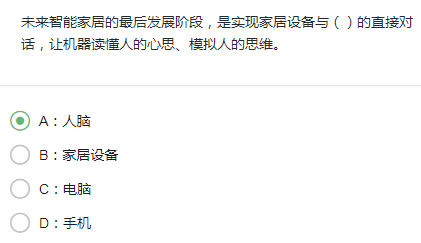 未来智能家居的最后发展阶段，是实现家居设备与（ ）的直接对
话，让机器读懂人的心思、模拟人的思维。
A：人脑
B：家居设备
C：电脑
D：手机